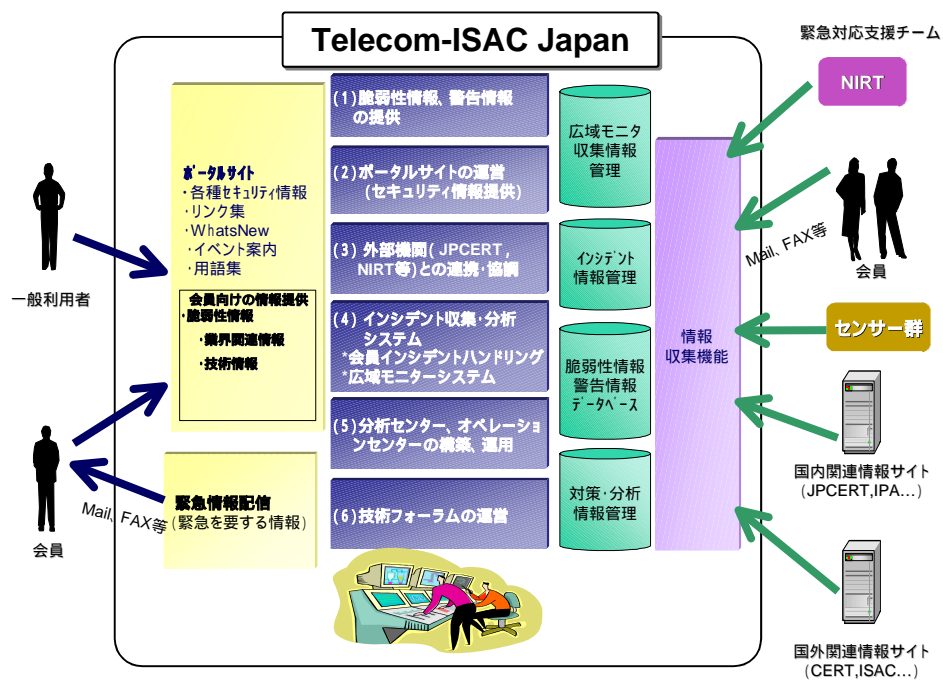 Telecom-ISAC Japan
緊急対応支援チーム
NIRT
ポータルサイト
・各種セキュリティ情報
・リンク集
・WhatsNew
・イベント案内
・用語集
会員向けの情報提供
・脆弱性情報
・業界関連情報
・技術情報
緊急情報配信
(緊急を要する情報)
(1)脆弱性情報、警告情報
の提供
(2)ポータルサイトの運営
(セキュリティ情報提供)
(3) 外部機関( JPCERT,
NIRT等)との連携・協調
(4) インシデント収集・分析
システム
*会員インシデントハンドリング
*広域モニターシステム
(5)分析センター、オペレーション
センターの構築、運用
(6)技術フォーラムの運営
広域モニタ
収集情報
管理
インシデント
情報管理
脆弱性情報
警告情報
データベース
対策・分析
情報管理
情報
収集機能
一般利用者
会員
Mail、FAX等
Mail、FAX等
会員
センサー群
国内関連情報サイト
(JPCERT,IPA…)
国外関連情報サイト
(CERT,ISAC…)